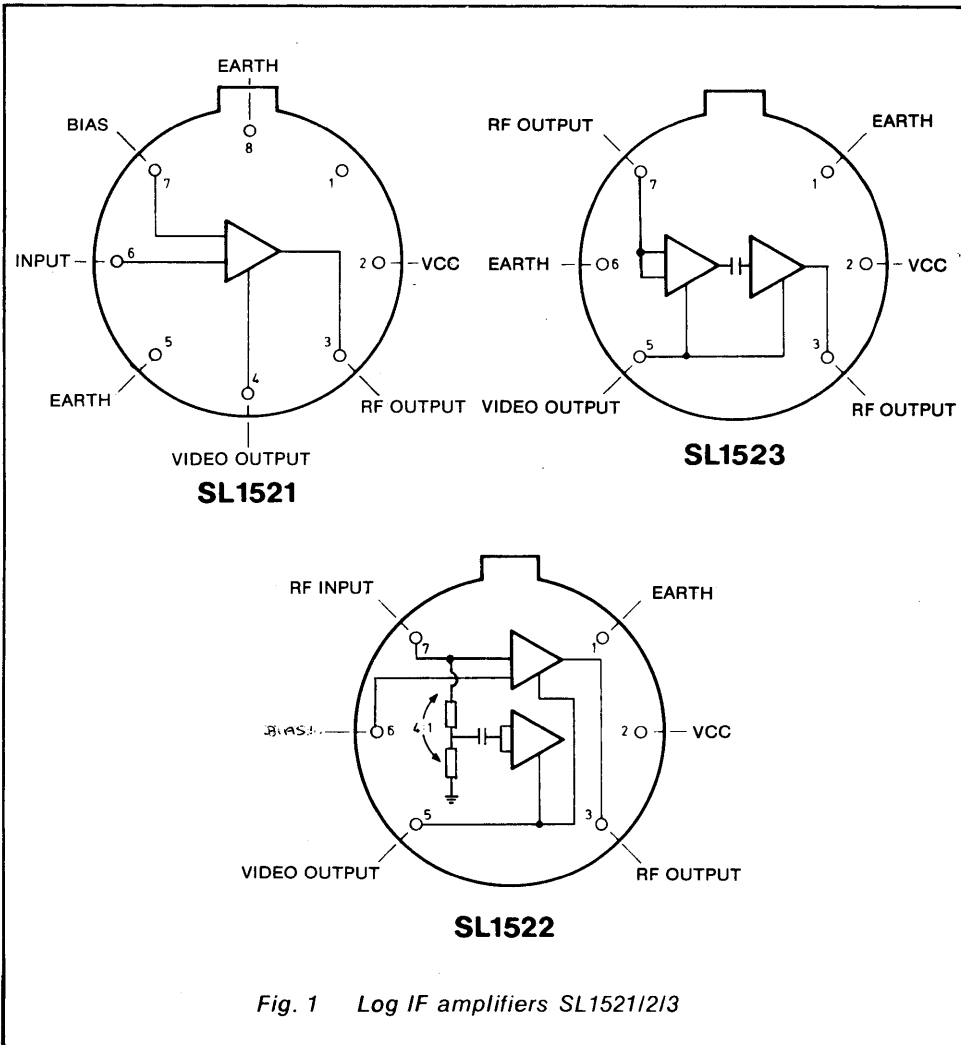 EARTH
8
BIAS
7
1
INPUT
6
2
VCC
5
3
4
EARTH
RF OUTPUT
VIDEO OUTPUT
SL1521
RF OUTPUT
EARTH
7
1
EARTH
6
2
VCC
5
3
VIDEO OUTPUT
RF OUTPUT
SL1523
RF INPUT
EARTH
7
1
BIAS
6
4:1
2
VCC
5
3
VIDEO OUTPUT
RF OUTPUT
SL1522
Fig. 1 Log IF amplifiers SL1521/2/3